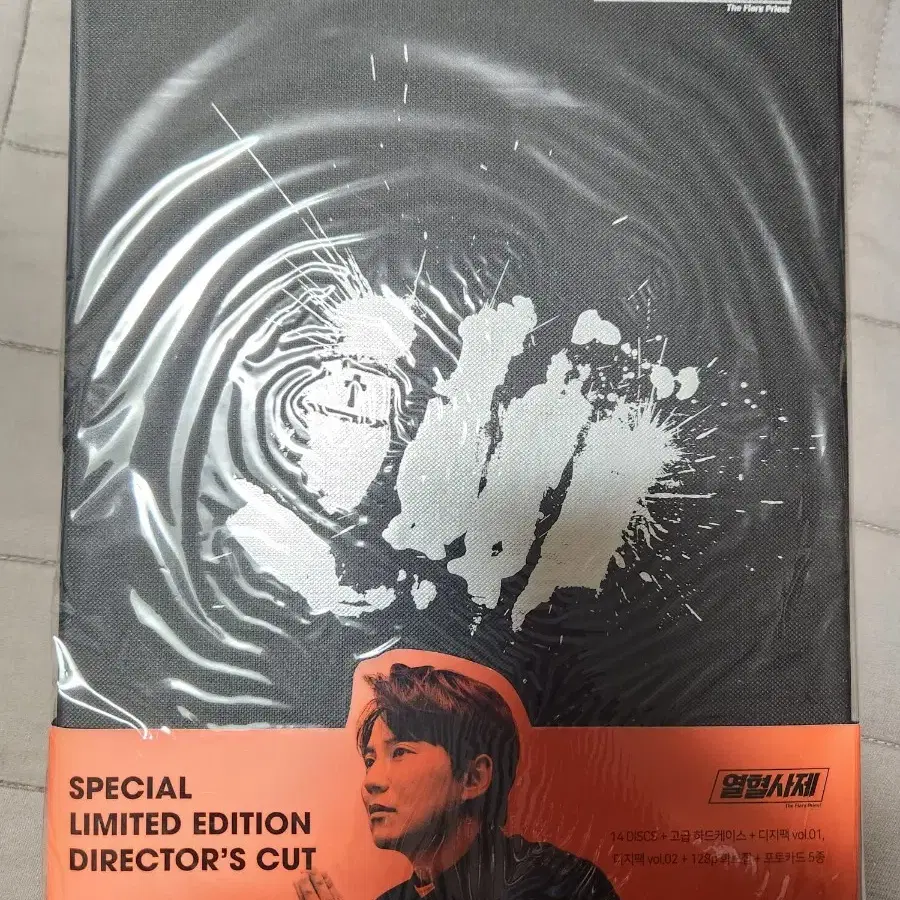 The Fiery Priest
SPECIAL
LIMITED EDITION
DIRECTOR'S CUT
열혈사제
The Fiery Priest
14 DISCS + 고급 하드케이스 + 디지팩 vol.01,
디지팩 vol.02 + 128p + 포토카드 5종